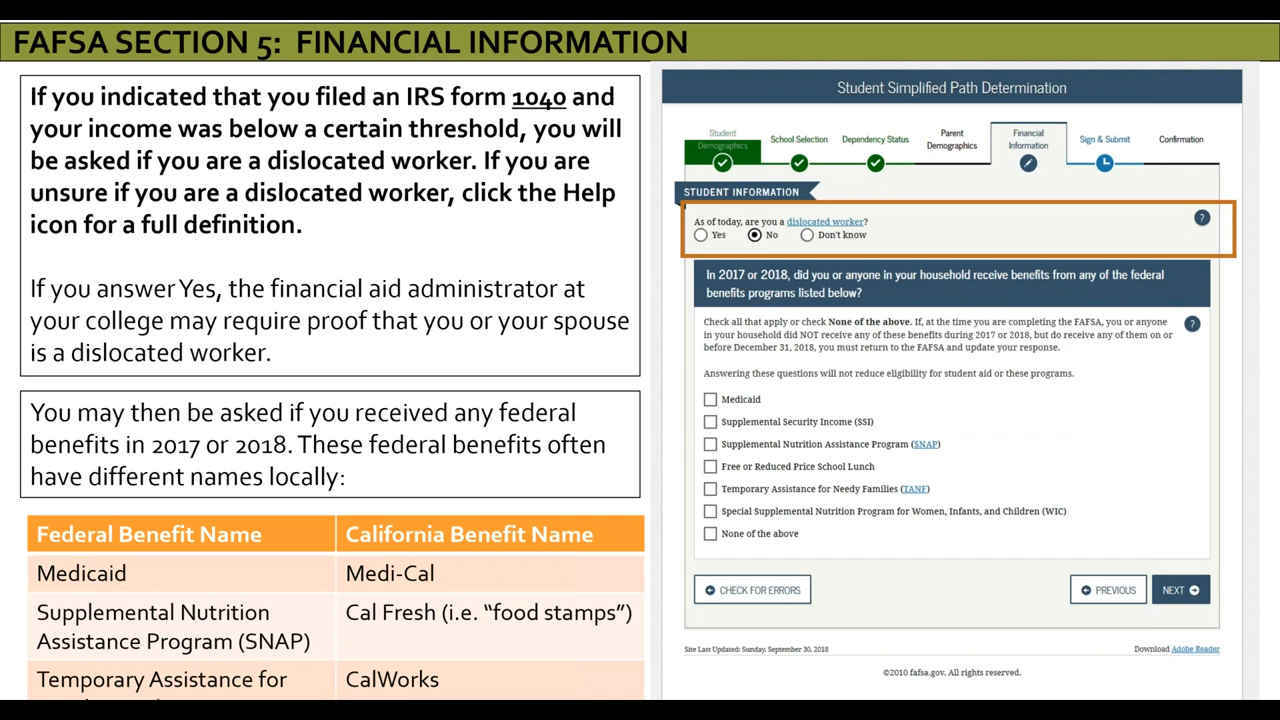 FAFSA SECTION 5: FINANCIAL INFORMATION
If you indicated that you filed an IRS form 1040 and
your income was below a certain threshold, you will
be asked if you are a dislocated worker. If you are
unsure if you are a dislocated worker, click the Help
icon for a full definition.
If you answer Yes, the financial aid administrator at
your college may require proof that you or your spouse
is a dislocated worker.
You may then be asked if you received any federal
benefits in 2017 or 2018. These federal benefits often
have different names locally:
Federal Benefit Name California Benefit Name
Medicaid Medi-Cal
Supplemental Nutrition Cal Fresh (i.e. “food stamps”)
Assistance Program (SNAP)
Temporary Assistance for CalWorks
Student Simplified Path Determination
Student
Demographics
School Selection
Dependency Status
Parent
Demographics
Financial
Information
Sign & Submit
Confirmation
STUDENT INFORMATION
As of today, are you a dislocated worker?
?
Yes No Don't know
In 2017 or 2018, did you or anyone in your household receive benefits from any of the federal
benefits programs listed below?
Check all that apply or check None of the above. If, at the time you are completing the FAFSA, you or anyone
?
in your household did NOT receive any of these benefits during 2017 or 2018, but do receive any of them on or
before December 31, 2018, you must return to the FAFSA and update your response.
Answering these questions will not reduce eligibility for student aid or these programs.
Medicaid
Supplemental Security Income (SSI)
Supplemental Nutrition Assistance Program (SNAP)
Free or Reduced Price School Lunch
Temporary Assistance for Needy Families (TANF)
Special Supplemental Nutrition Program for Women, Infants, and Children (WIC)
None of the above
CHECK FOR ERRORS PREVIOUS NEXT
Site Last Updated: Sunday, September 30, 2018 Download Adobe Reader
©2010 fafsa.gov. All rights reserved.